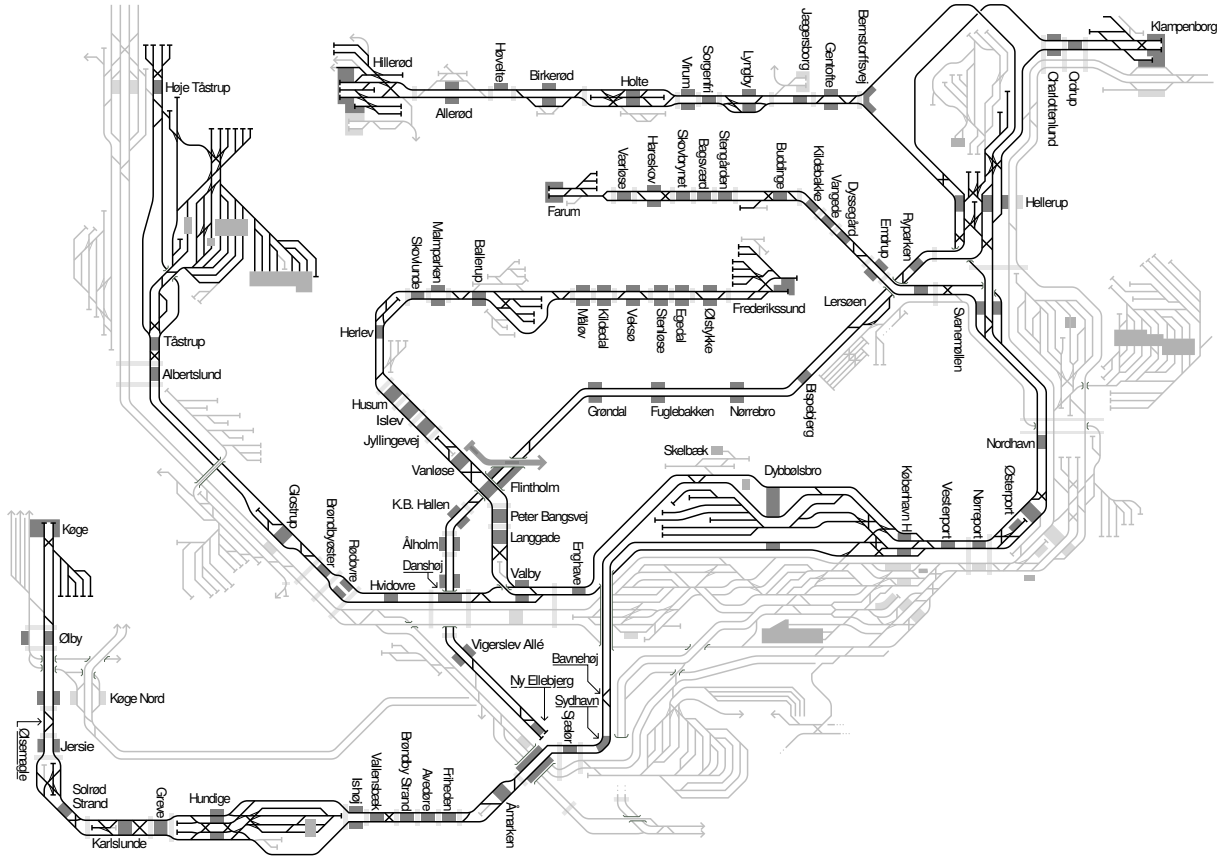 Klampenborg
Ordrup
Charlottenlund
Bernstorffsvej
Gentofte
Jægersborg
Lyngby
Sorgenfri
Virum
Holte
Birkerød
Høvelte
Allerød
Hillerød
Høje Tåstrup
Hellerup
Farum
Værløse
Hareskov
Skovbrynet
Bagsværd
Stengården
Buddinge
Kildebakke
Vangede
Dyssegård
Emdrup
Ryparken
Lersøen
Svanemøllen
Skovlunde
Malmparken
Ballerup
Måløv
Kildedal
Veksø
Stenløse
Egedal
Ølstykke
Frederikssund
Herlev
Tåstrup
Albertslund
Husum
Islev
Jyllingevej
Vanløse
Flintholm
Grøndal
Fuglebakken
Nørrebro
Bispebjerg
Nordhavn
Østerport
Nørreport
Vesterport
København H
Dybbølsbro
Skelbæk
K.B. Hallen
Peter Bangsvej
Langgade
Ålholm
Danshøj
Valby
Enghave
Glostrup
Brøndbyøster
Rødovre
Hvidovre
Køge
Ølby
Køge Nord
Ølsemagle
Jersie
Solrød
Strand
Karlslunde
Greve
Hundige
Ishøj
Vallensbæk
Brøndby Strand
Avedøre
Friheden
Åmarken
Vigerslev Allé
Ny Ellebjerg
Bavnehøj
Sydhavn
Sjælør